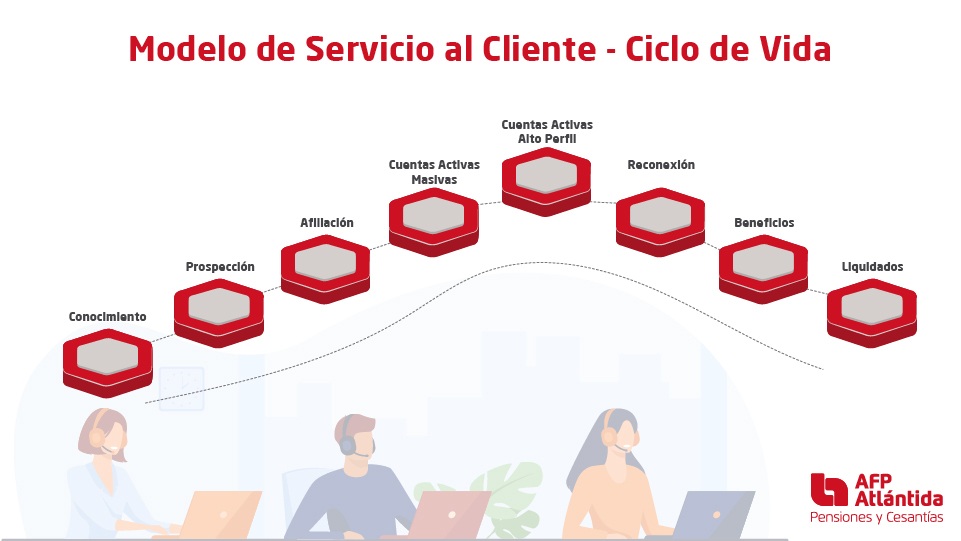 Modelo de Servicio al Cliente - Ciclo de Vida
Conocimiento
Prospección
Afiliación
Cuentas Activas
Masivas
Cuentas Activas
Alto Perfil
Reconexión
Beneficios
Liquidados
AFP
Atlántida
Pensiones y Cesantías